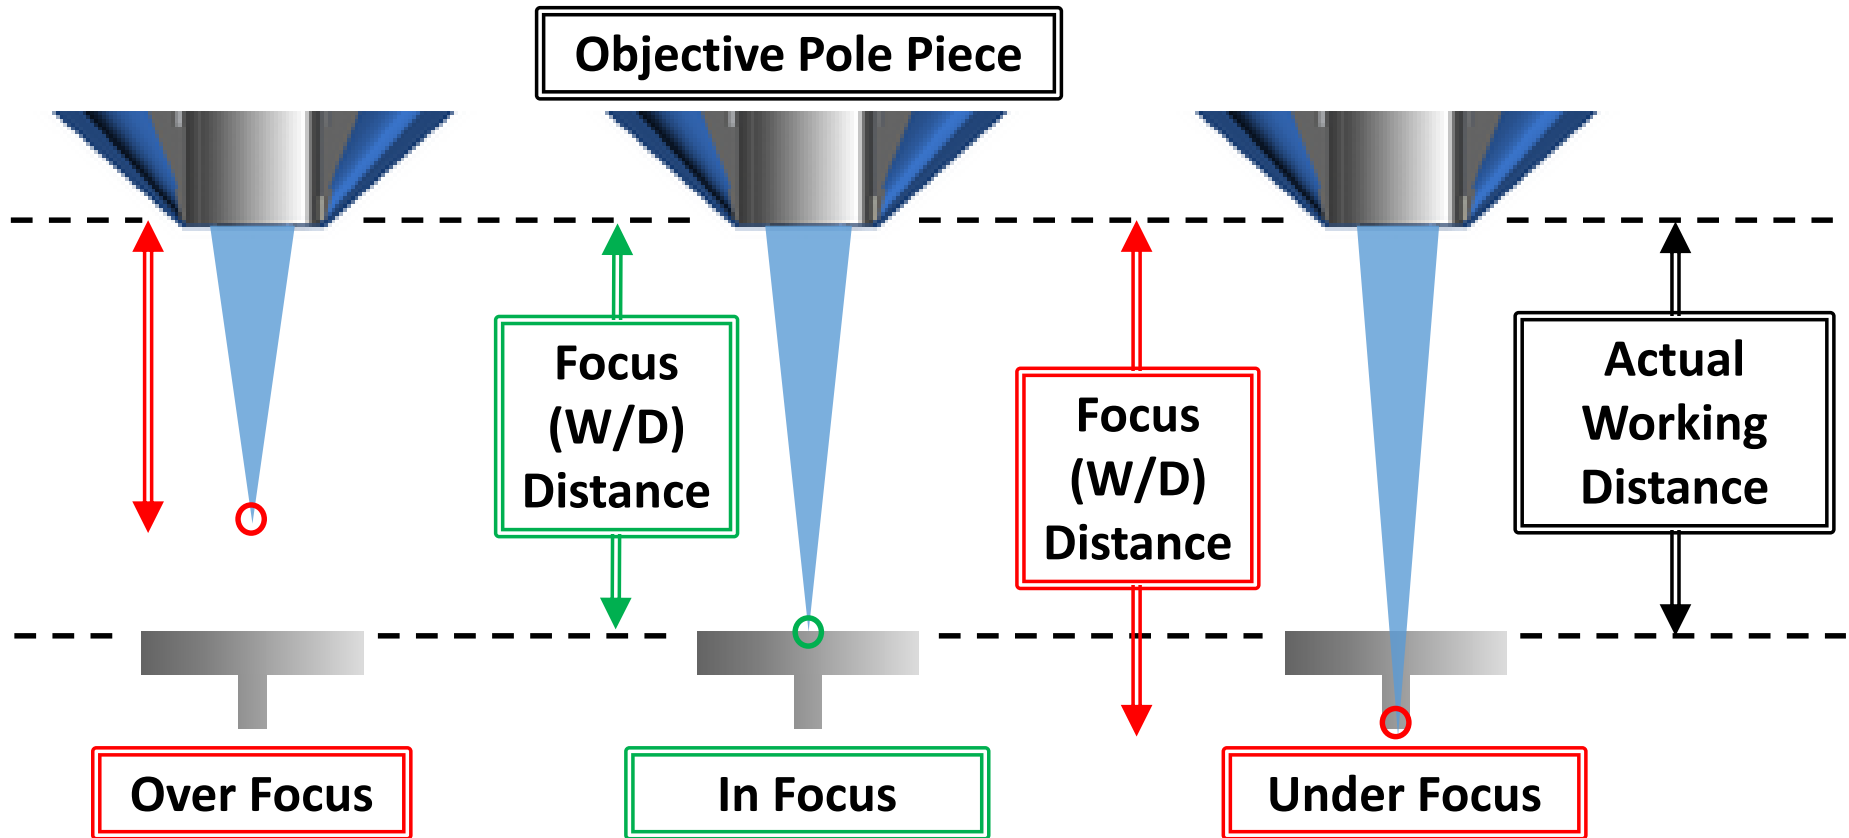 Objective Pole Piece
Focus
(W/D)
Distance
Focus
(W/D)
Distance
Actual
Working
Distance
Over Focus
In Focus
Under Focus